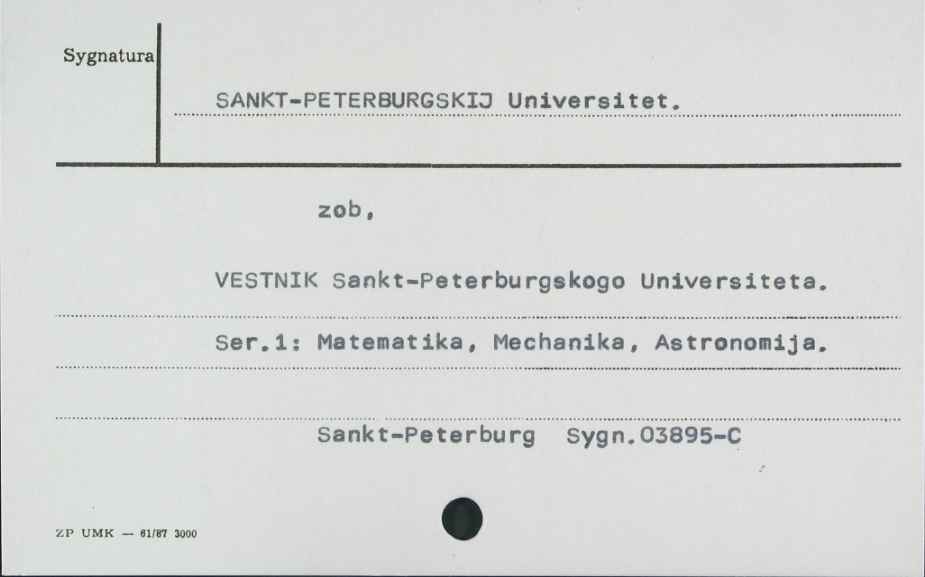 Sygnatura
SANKT-PETERBURGSKIJ Universitet.
zob,
VESTNIK Sankt-Peterburgskogo Universiteta.
Ser.1: Matematika, Mechanika, Astronomija.
Sankt-Peterburg Sygn.03895-C
ZP UMK — 61/87 3000